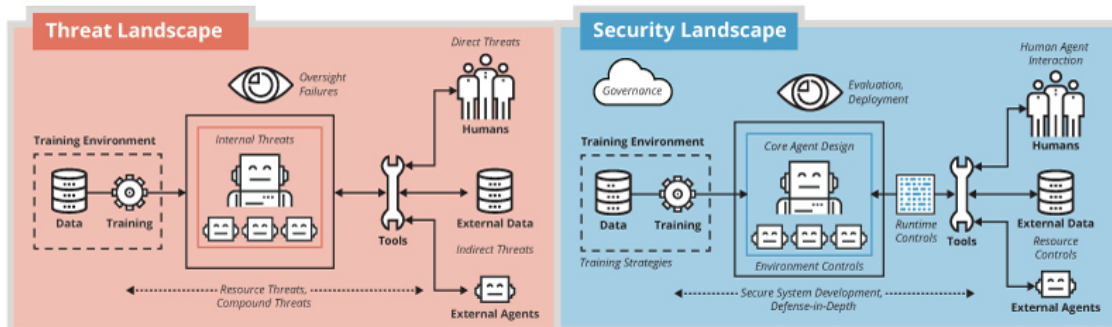 Threat Landscape
Direct Threats
Oversight
Failures
Humans
Training Environment
Internal Threats
Data
Training
Tools
External Data
Indirect Threats
Resource Threats,
Compound Threats
External Agents
Security Landscape
Human Agent
Interaction
Governance
Evaluation,
Deployment
Humans
Training Environment
Core Agent Design
Data
Training
Runtime
Controls
Tools
External Data
Resource
Controls
Training Strategies
Environment Controls
Secure System Development,
Defense-in-Depth
External Agents